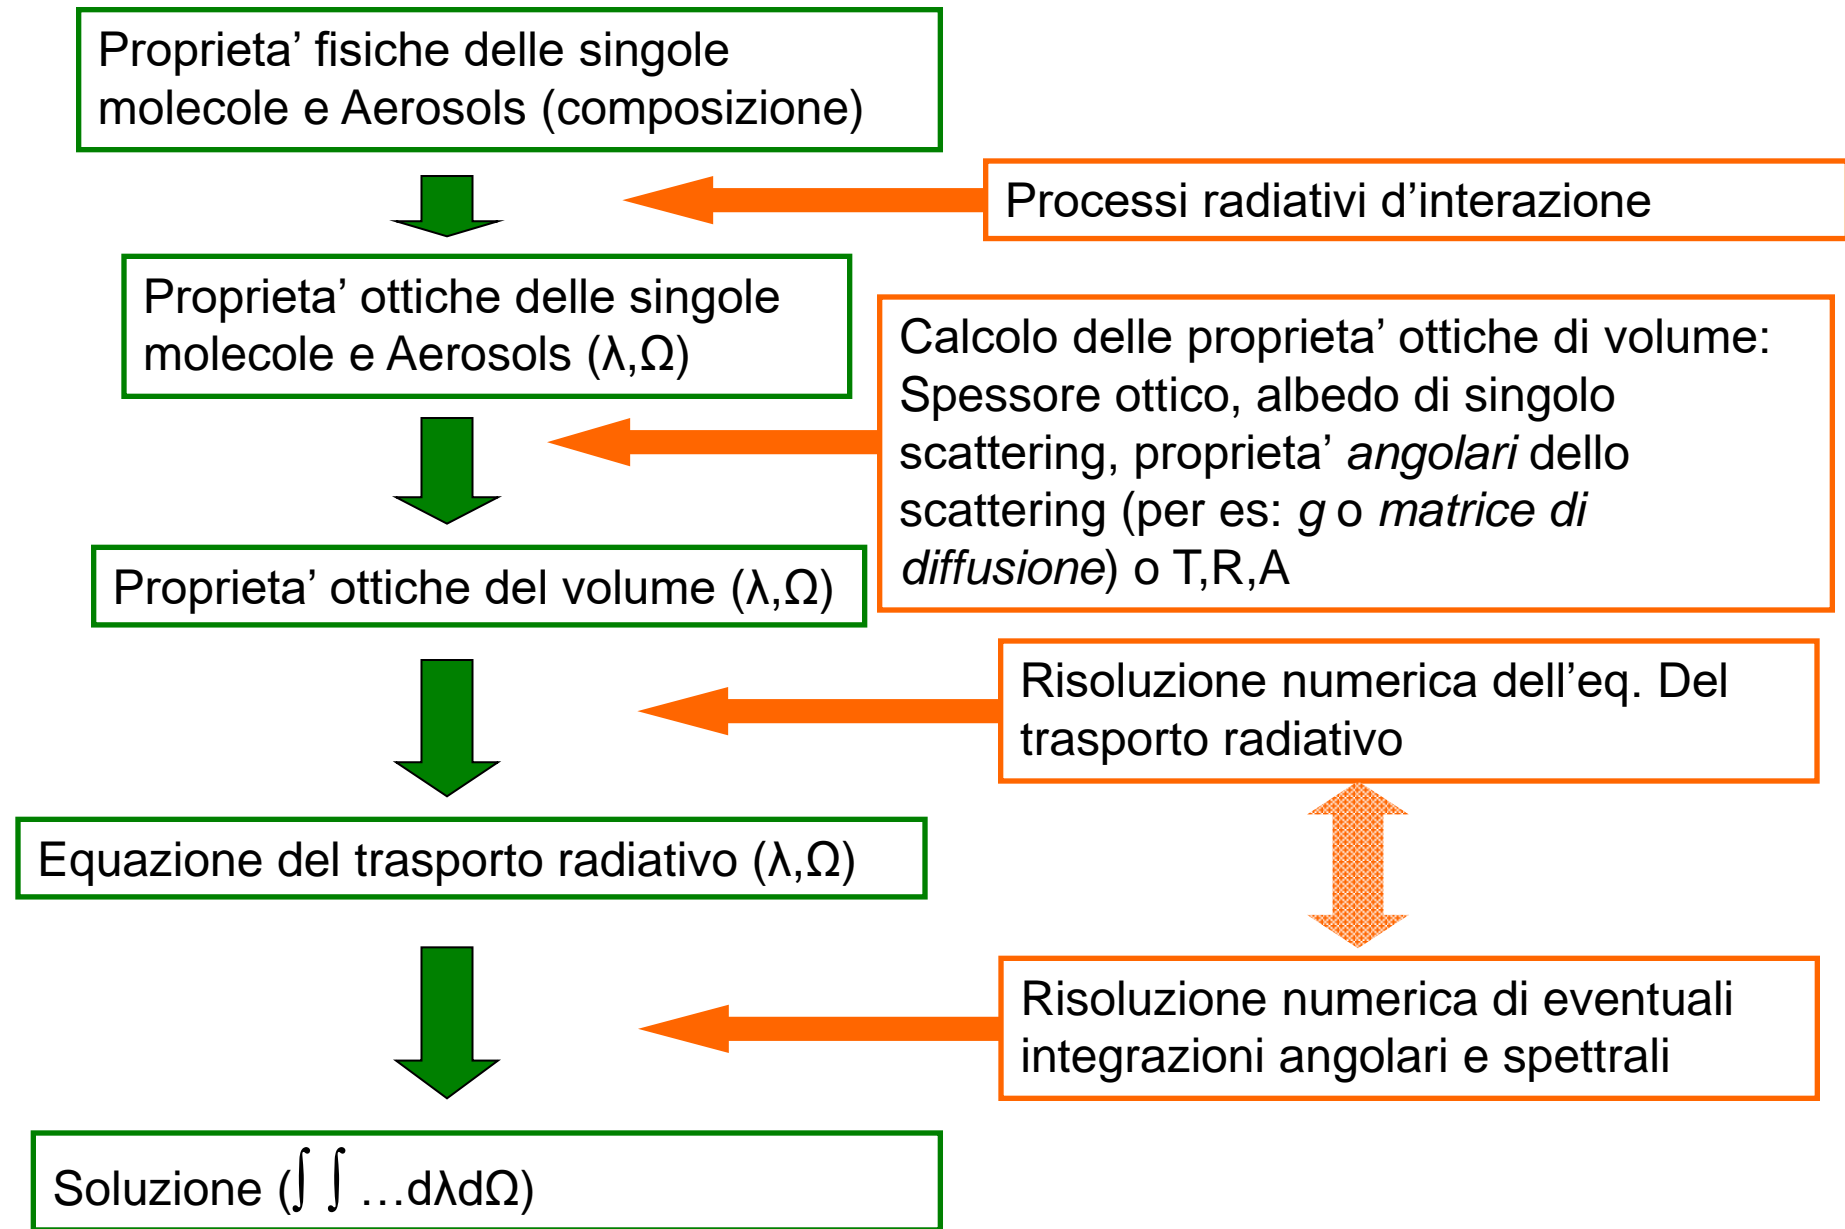 Proprieta’ fisiche delle singole
molecole e Aerosols (composizione)
Processi radiativi d’interazione
Proprieta’ ottiche delle singole
molecole e Aerosols (λ,Ω)
Calcolo delle proprieta’ ottiche di volume:
Spessore ottico, albedo di singolo
scattering, proprieta’ angolari dello
scattering (per es: g o matrice di
diffusione) o T,R,A
Proprieta’ ottiche del volume (λ,Ω)
Risoluzione numerica dell’eq. Del
trasporto radiativo
Equazione del trasporto radiativo (λ,Ω)
Risoluzione numerica di eventuali
integrazioni angolari e spettrali
Soluzione (∫ ∫ …dλdΩ)